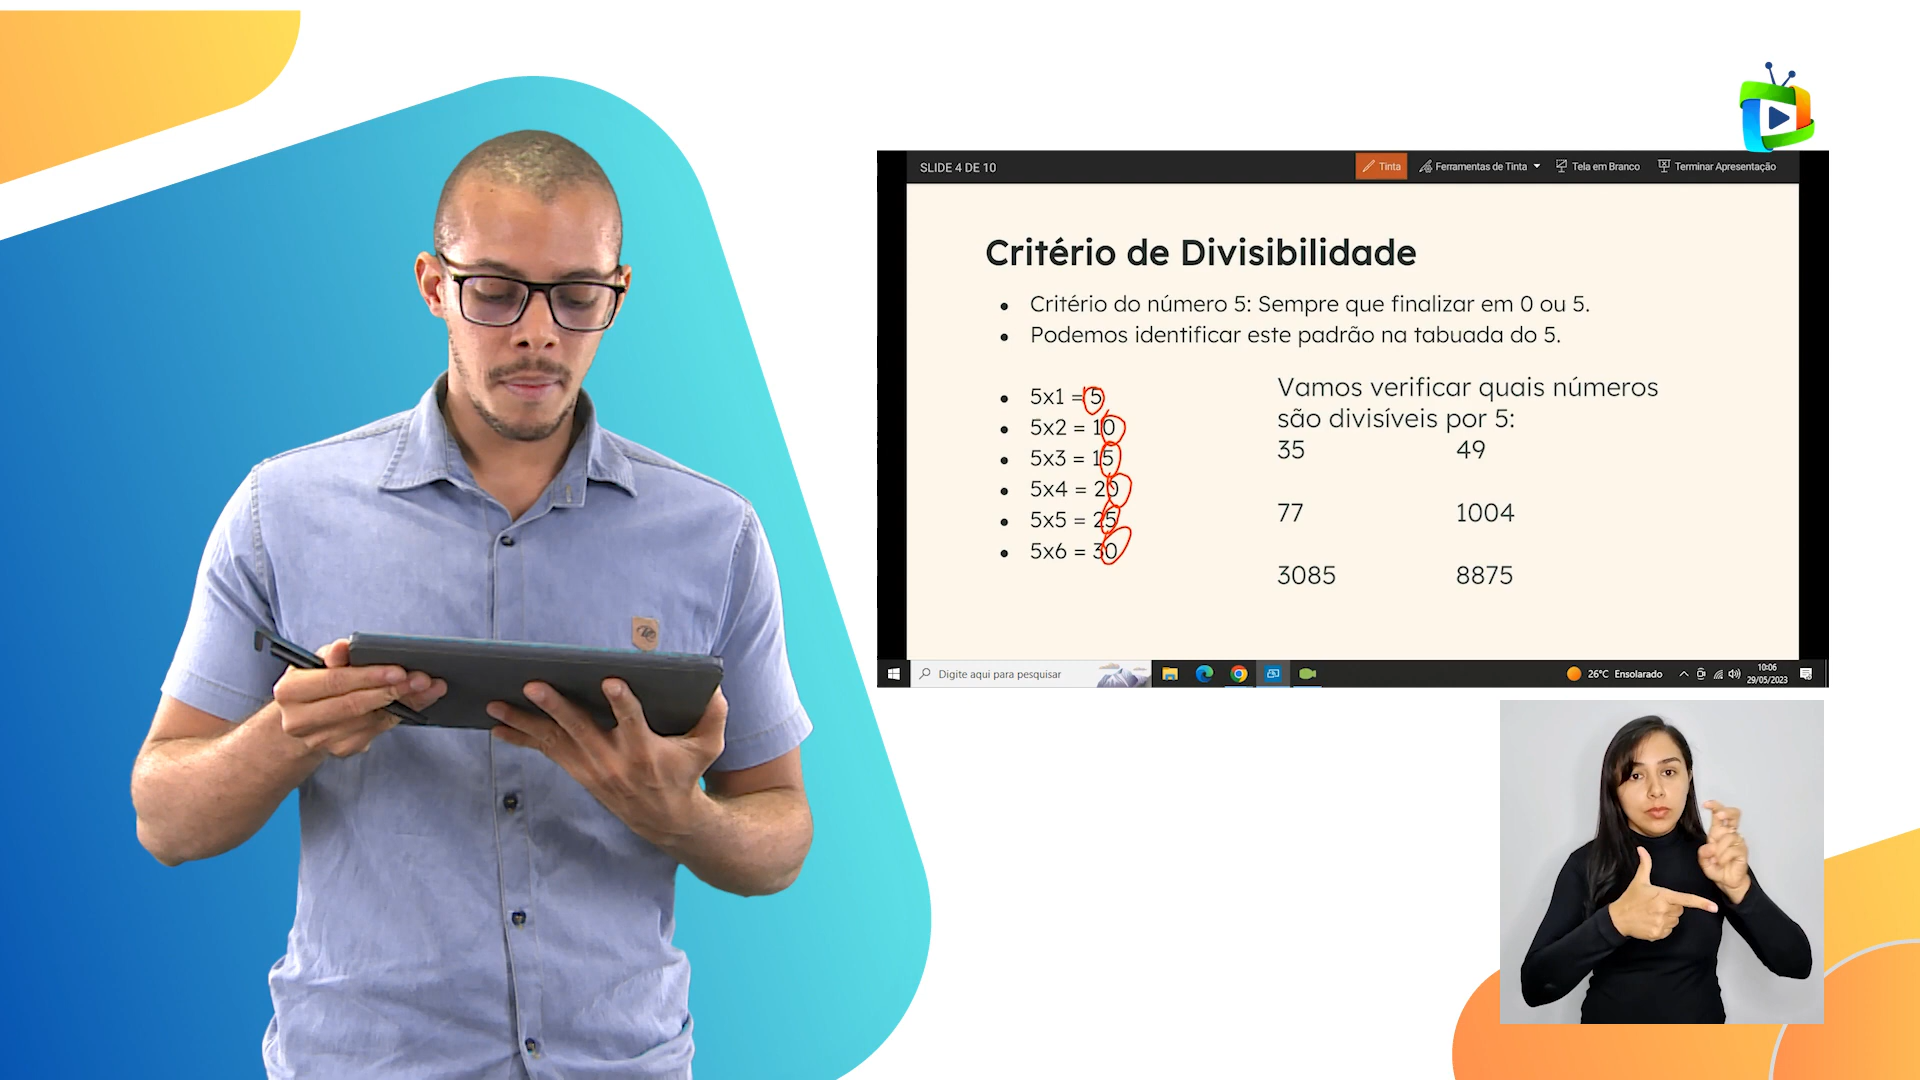 SLIDE 4 DE 10
Tinta
Ferramentas de Tinta
Tela em Branco
Terminar Apresentação
Critério de Divisibilidade
• Critério do número 5: Sempre que finalizar em 0 ou 5.
• Podemos identificar este padrão na tabuada do 5.
• 5x1 = 5
• 5x2 = 10
• 5x3 = 15
• 5x4 = 20
• 5x5 = 25
• 5x6 = 30
Vamos verificar quais números
são divisíveis por 5:
35 49
77 1004
3085 8875
Digite aqui para pesquisar
26°C Ensolarado
10:06
29/05/2023